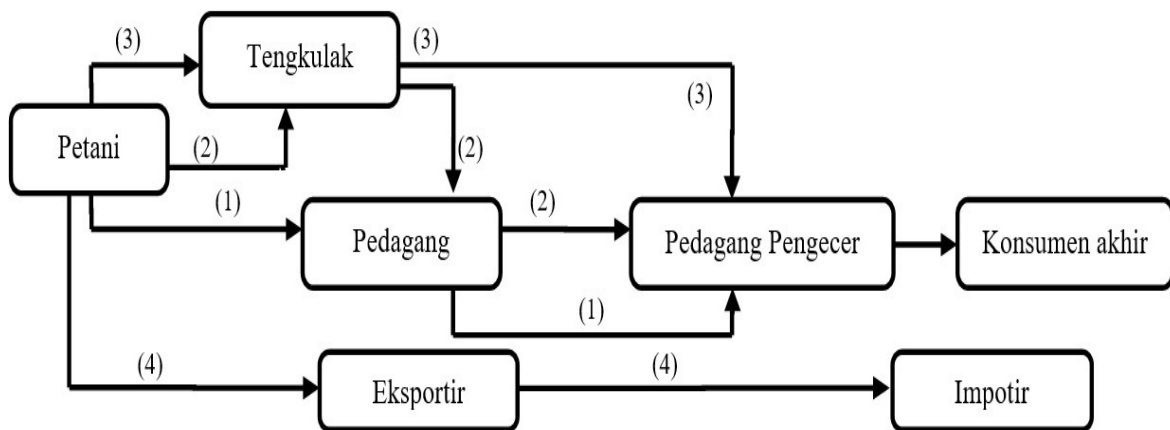 (3)
Tengkulak
(3)
(3)
Petani
(2)
(2)
(1)
Pedagang
(2)
Pedagang Pengecer
Konsumen akhir
(1)
(4)
Eksportir
(4)
Impotir